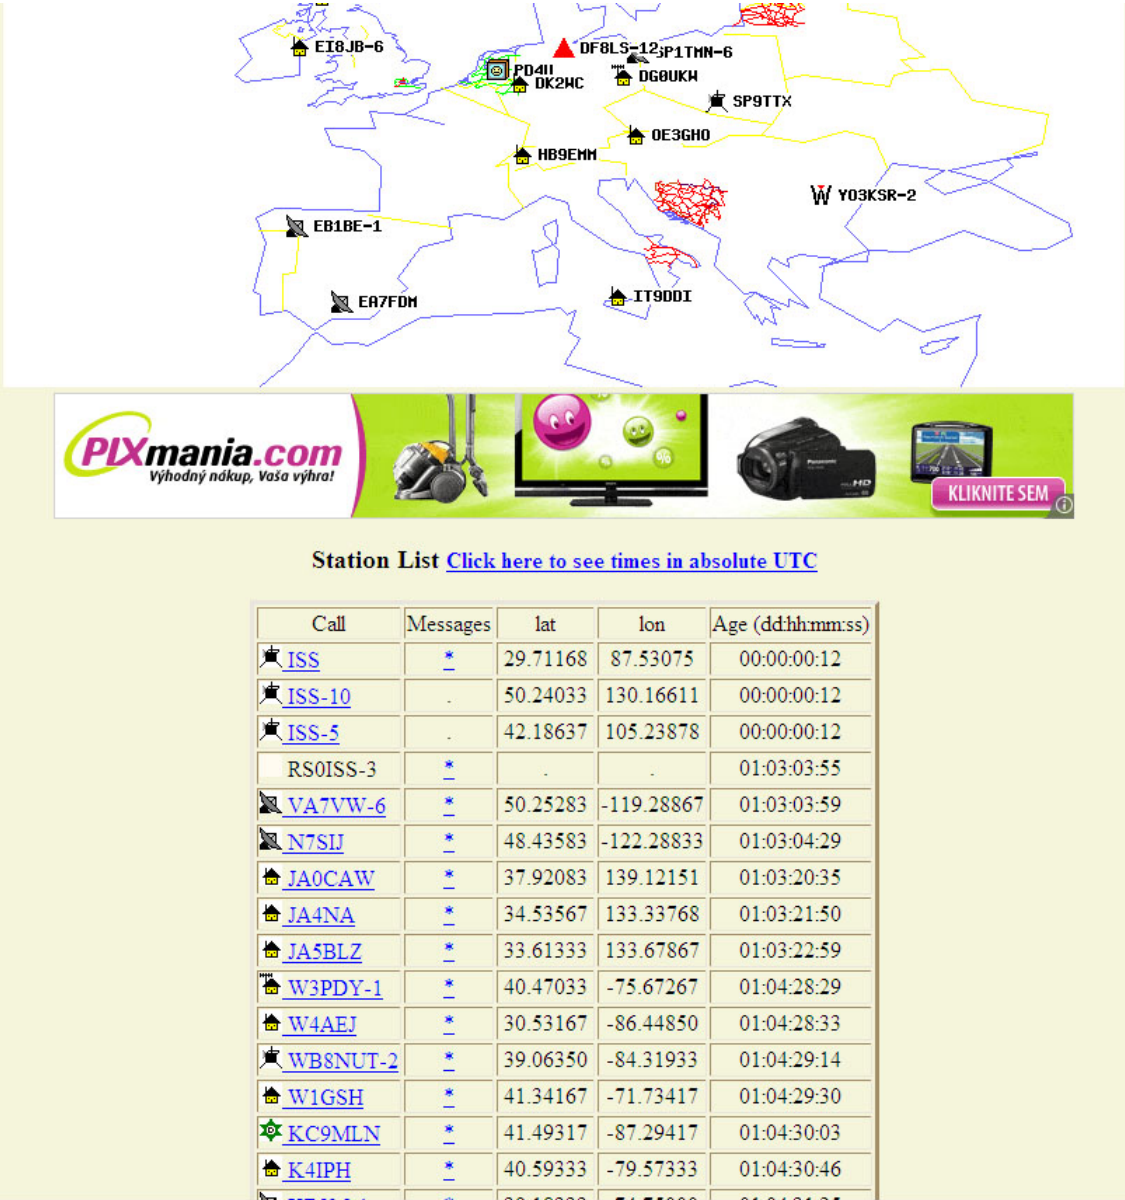 EI8JB-6
DF8LS-12
SP1TMN-6
DK2WC
DG0UKW
SP9TTX
OE3GHO
HB9EMM
YO3KSR-2
EB1BE-1
EA7FDM
IT9DDI
PIXmania.com
Výhodný nákup, Vaša výhra!
Panasonic
HD
KLIKNITE SEM
Station List Click here to see times in absolute UTC
Call Messages lat lon Age (dd:hh:mm:ss)
ISS * 29.71168 87.53075 00:00:00:12
ISS-10 . 50.24033 130.16611 00:00:00:12
ISS-5 . 42.18637 105.23878 00:00:00:12
RS0ISS-3 * . . 01:03:03:55
VA7VW-6 * 50.25283 -119.28867 01:03:03:59
N7SIJ * 48.43583 -122.28833 01:03:04:29
JA0CAW * 37.92083 139.12151 01:03:20:35
JA4NA * 34.53567 133.33768 01:03:21:50
JA5BLZ * 33.61333 133.67867 01:03:22:59
W3PDY-1 * 40.47033 -75.67267 01:04:28:29
W4AEJ * 30.53167 -86.44850 01:04:28:33
WB8NUT-2 * 39.06350 -84.31933 01:04:29:14
W1GSH * 41.34167 -71.73417 01:04:29:30
KC9MLN * 41.49317 -87.29417 01:04:30:03
K4IPH * 40.59333 -79.57333 01:04:30:46